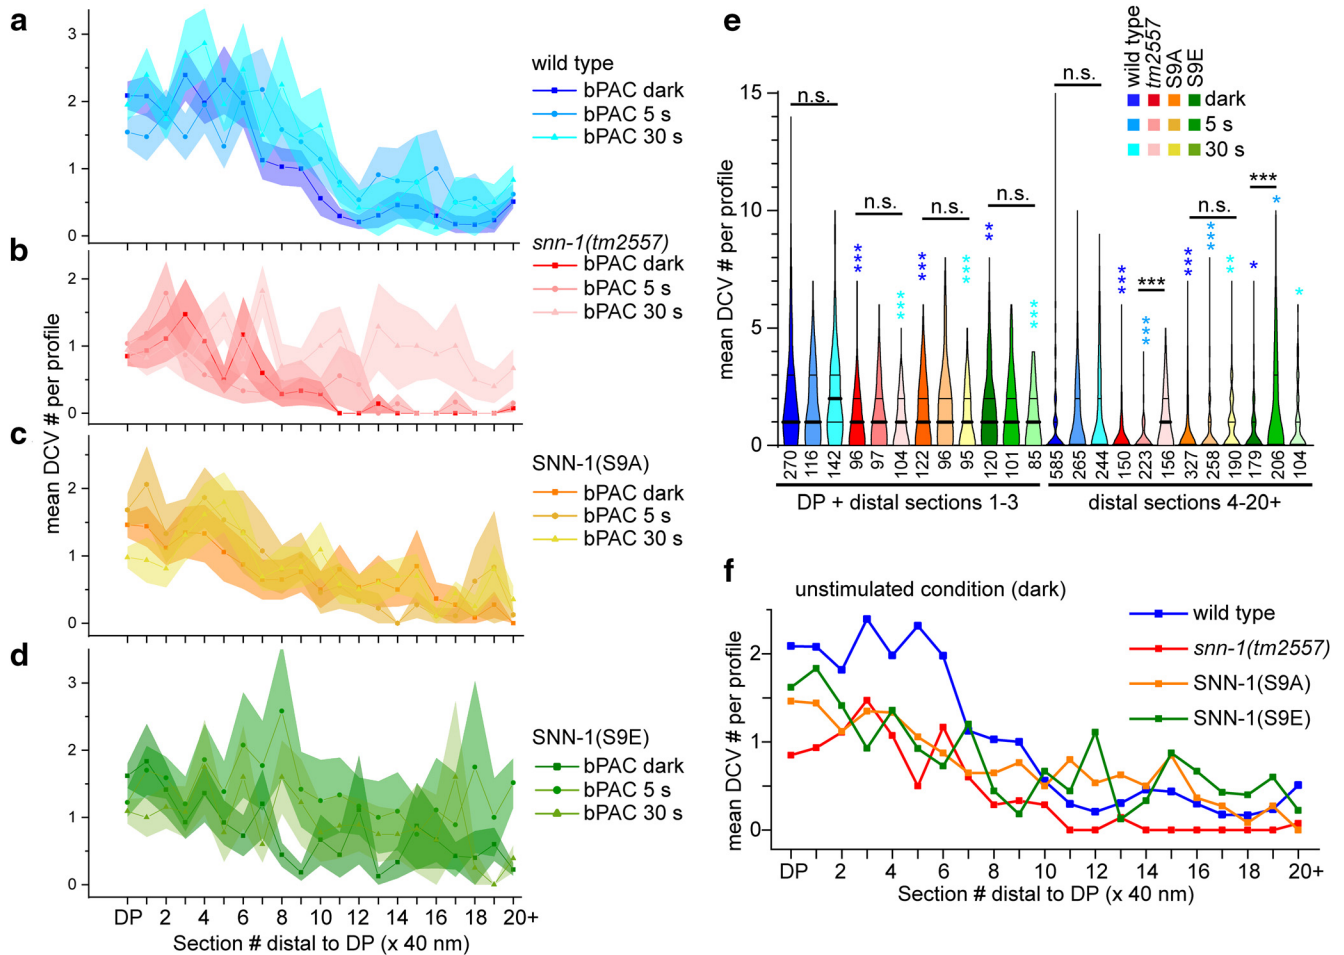 a
3
2
1
0
wild type
bPAC dark
bPAC 5 s
bPAC 30 s
b
2
1
0
snn-1(tm2557)
bPAC dark
bPAC 5 s
bPAC 30 s
mean DCV # per profile
c
2
1
0
SNN-1(S9A)
bPAC dark
bPAC 5 s
bPAC 30 s
d
3
2
1
0
SNN-1(S9E)
bPAC dark
bPAC 5 s
bPAC 30 s
DP 2 4 6 8 10 12 14 16 18 20+
Section # distal to DP (x 40 nm)
e
wild type
tm2557
S9A
S9E
dark
5 s
30 s
mean DCV # per profile
15
10
5
0
n.s.
n.s.
n.s.
n.s.
n.s.
***
n.s.
***
*** *** *** *** ** *** *** *** *** *** ** * * *
270 116 142 96 97 104 122 96 95 120 101 85 585 265 244 150 223 156 327 258 190 179 206 104
DP + distal sections 1-3
distal sections 4-20+
f
unstimulated condition (dark)
wild type
snn-1(tm2557)
SNN-1(S9A)
SNN-1(S9E)
mean DCV # per profile
2
1
0
DP 2 4 6 8 10 12 14 16 18 20+
Section # distal to DP (x 40 nm)